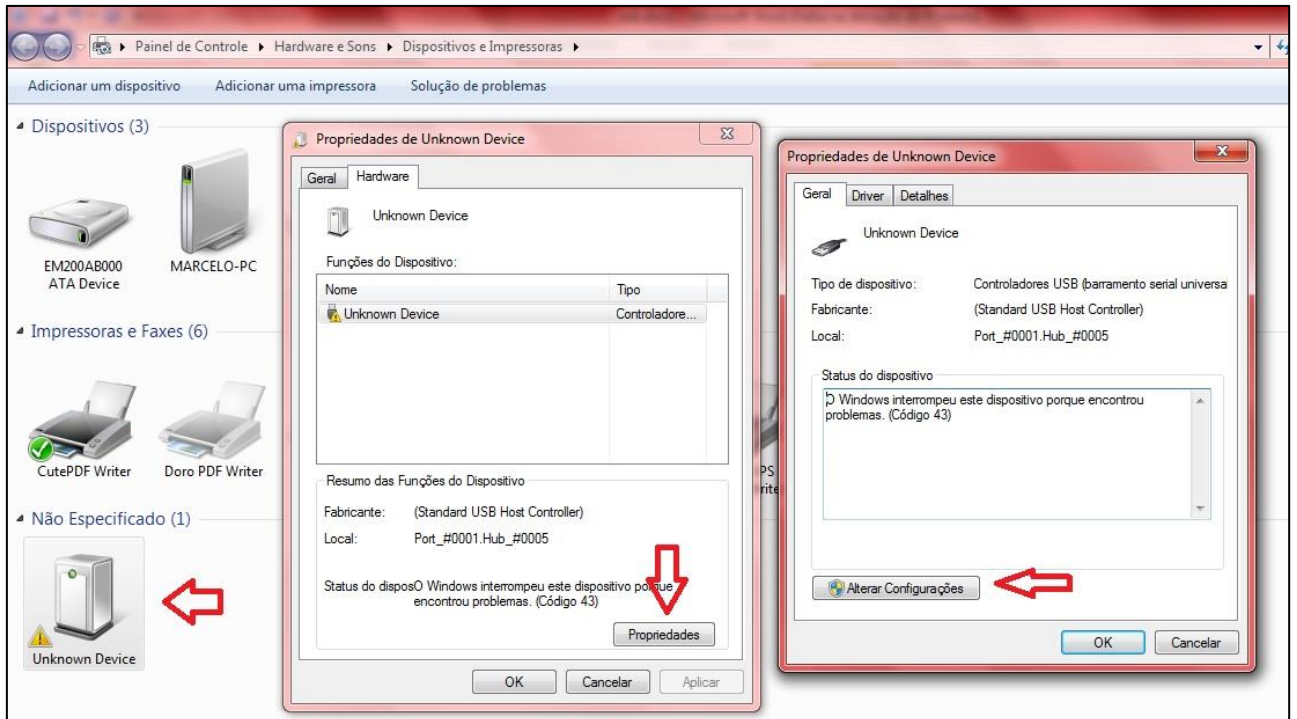 Painel de Controle ▸ Hardware e Sons ▸ Dispositivos e Impressoras ▸
Adicionar um dispositivo Adicionar uma impressora Solução de problemas
Dispositivos (3)
EM200AB000
ATA Device
MARCELO-PC
Impressoras e Faxes (6)
CutePDF Writer
Doro PDF Writer
PS
rite
Não Especificado (1)
Unknown Device
Propriedades de Unknown Device
Geral Hardware
Unknown Device
Funções do Dispositivo:
Nome Tipo
Unknown Device Controladore...
Resumo das Funções do Dispositivo
Fabricante: (Standard USB Host Controller)
Local: Port_#0001.Hub_#0005
Status do disposO Windows interrompeu este dispositivo porque
encontrou problemas. (Código 43)
Propriedades
OK Cancelar Aplicar
Propriedades de Unknown Device
Geral Driver Detalhes
Unknown Device
Tipo de dispositivo: Controladores USB (barramento serial universa
Fabricante: (Standard USB Host Controller)
Local: Port_#0001.Hub_#0005
Status do dispositivo
O Windows interrompeu este dispositivo porque encontrou
problemas. (Código 43)
Alterar Configurações
OK Cancelar